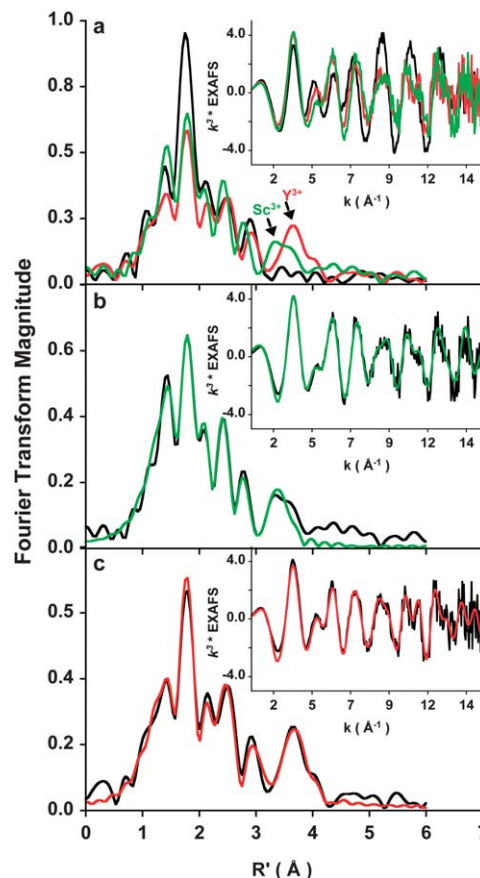 Fourier Transform Magnitude
a
1.0
0.8
0.5
0.3
0.0
Sc3+
Y3+
k3 * EXAFS
4.0
0.0
-4.0
2 5 7 9 12 14
k ( Å-1)
b
0.6
0.4
0.2
0.0
k3 * EXAFS
4.0
0.0
-4.0
2 5 7 9 12 14
k ( Å-1)
c
0.5
0.4
0.2
0.0
k3 * EXAFS
4.0
0.0
-4.0
2 5 7 9 12 14
k ( Å-1)
0 1 2 3 4 5 6 7
R' ( Å )